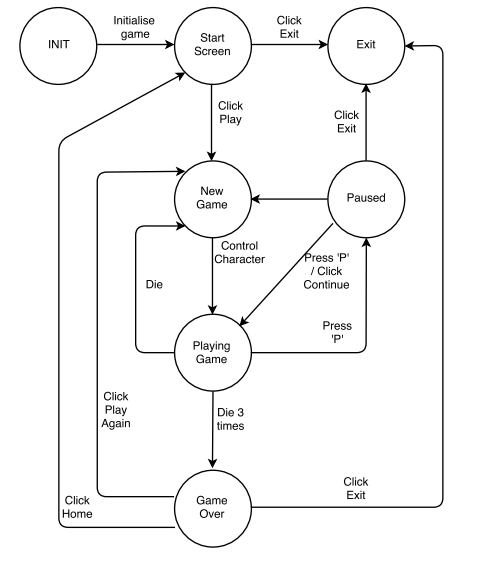 INIT
Initialise
game
Start
Screen
Click
Exit
Exit
Click
Play
Click
Exit
New
Game
Paused
Control
Character
Press 'P'
/ Click
Continue
Die
Press
'P'
Playing
Game
Click
Play
Again
Die 3
times
Click
Home
Game
Over
Click
Exit